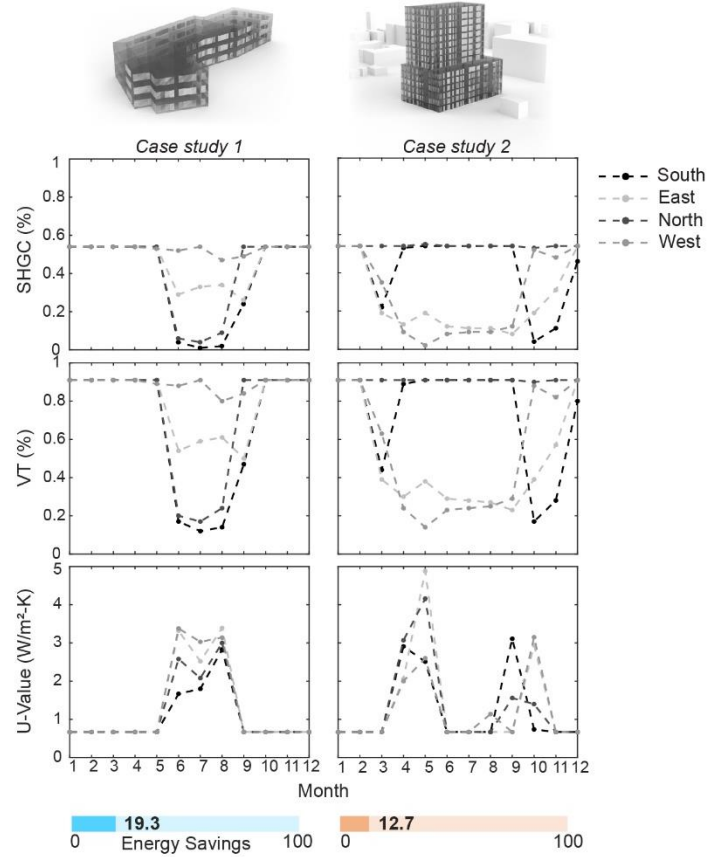 Case study 1
Case study 2
South
East
North
West
SHGC (%)
1
0.8
0.6
0.4
0.2
0
VT (%)
1
0.8
0.6
0.4
0.2
0
U-Value (W/m²-K)
5
4
3
2
1
0
1 2 3 4 5 6 7 8 9 10 11 12
1 2 3 4 5 6 7 8 9 10 11 12
Month
19.3
0 Energy Savings 100
12.7
0 100